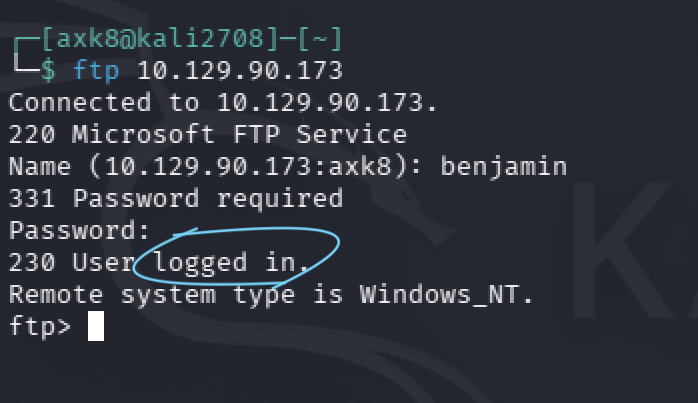 ┌─[axk8@kali2708]─[~]
└─$ ftp 10.129.90.173
Connected to 10.129.90.173.
220 Microsoft FTP Service
Name (10.129.90.173:axk8): benjamin
331 Password required
Password:
230 User logged in.
Remote system type is Windows_NT.
ftp>